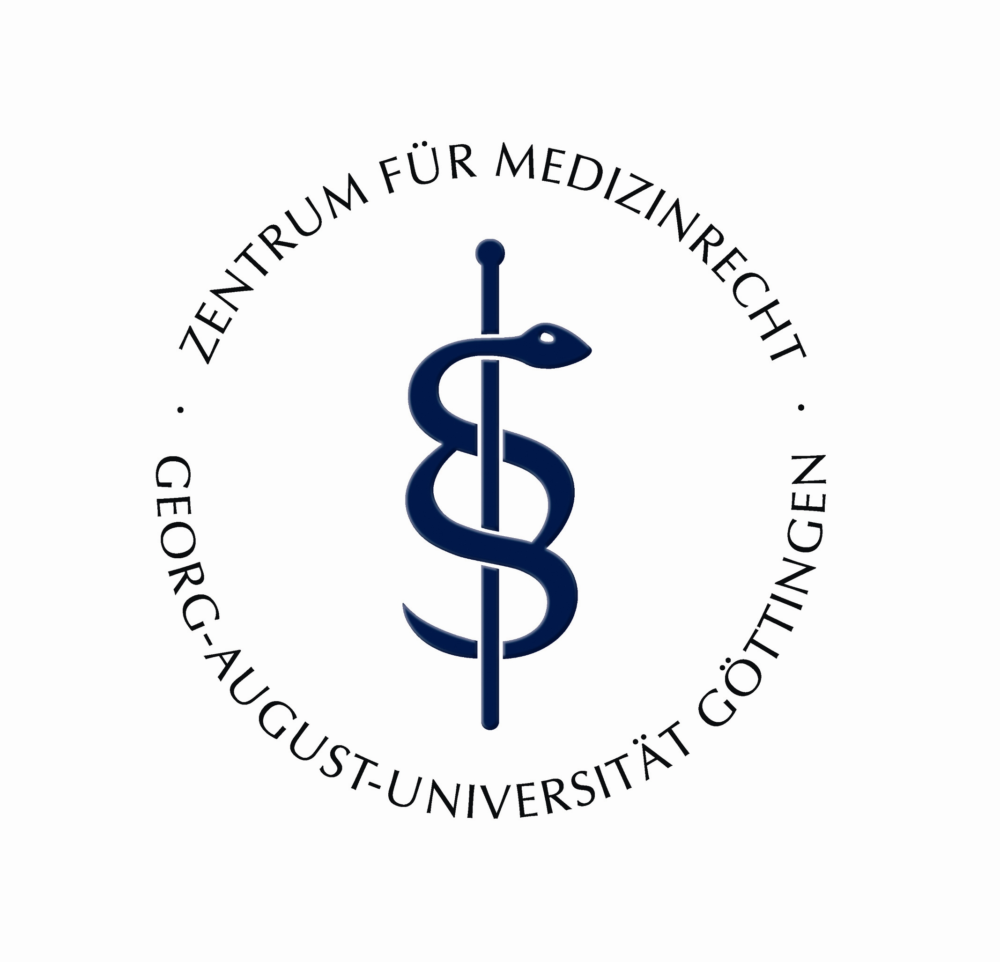 ZENTRUM FÜR MEDIZINRECHT
· GEORG-AUGUST-UNIVERSITÄT GÖTTINGEN ·